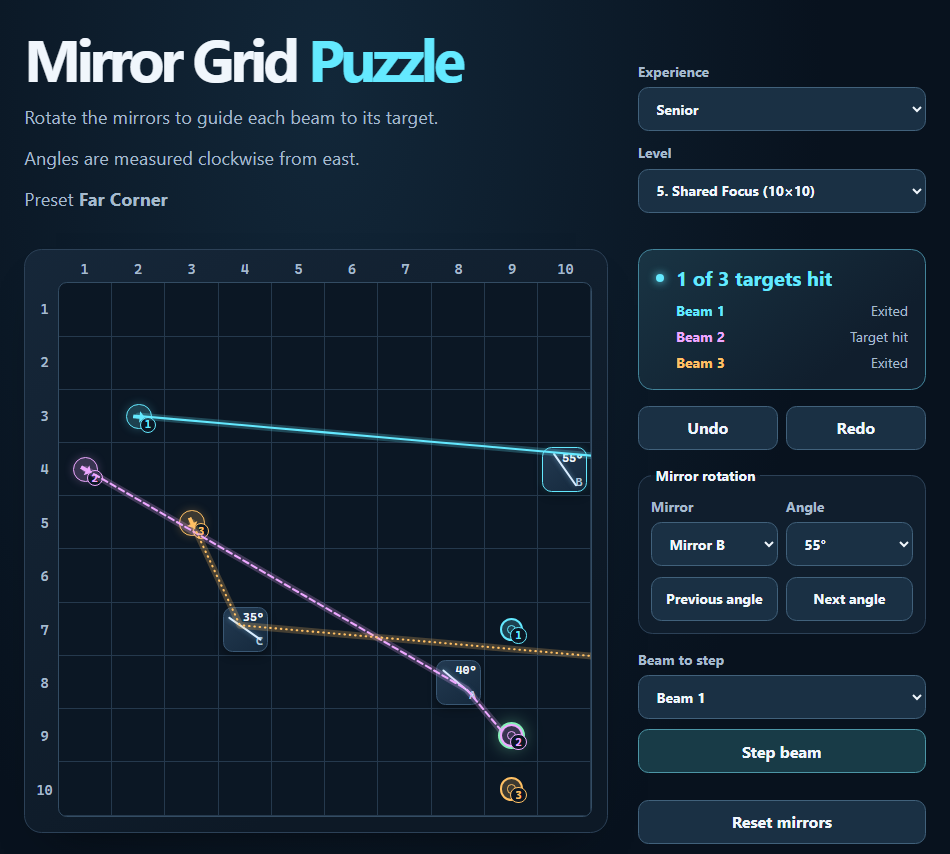 Mirror Grid Puzzle
Rotate the mirrors to guide each beam to its target.
Angles are measured clockwise from east.
Preset Far Corner
Experience
Senior
Level
5. Shared Focus (10×10)
1 2 3 4 5 6 7 8 9 10
1
2
3
1
4
2
55°
B
5
3
6
7
35°
C
1
8
40°
A
9
2
10
3
1 of 3 targets hit
Beam 1 Exited
Beam 2 Target hit
Beam 3 Exited
Undo Redo
Mirror rotation
Mirror Angle
Mirror B 55°
Previous angle Next angle
Beam to step
Beam 1
Step beam
Reset mirrors